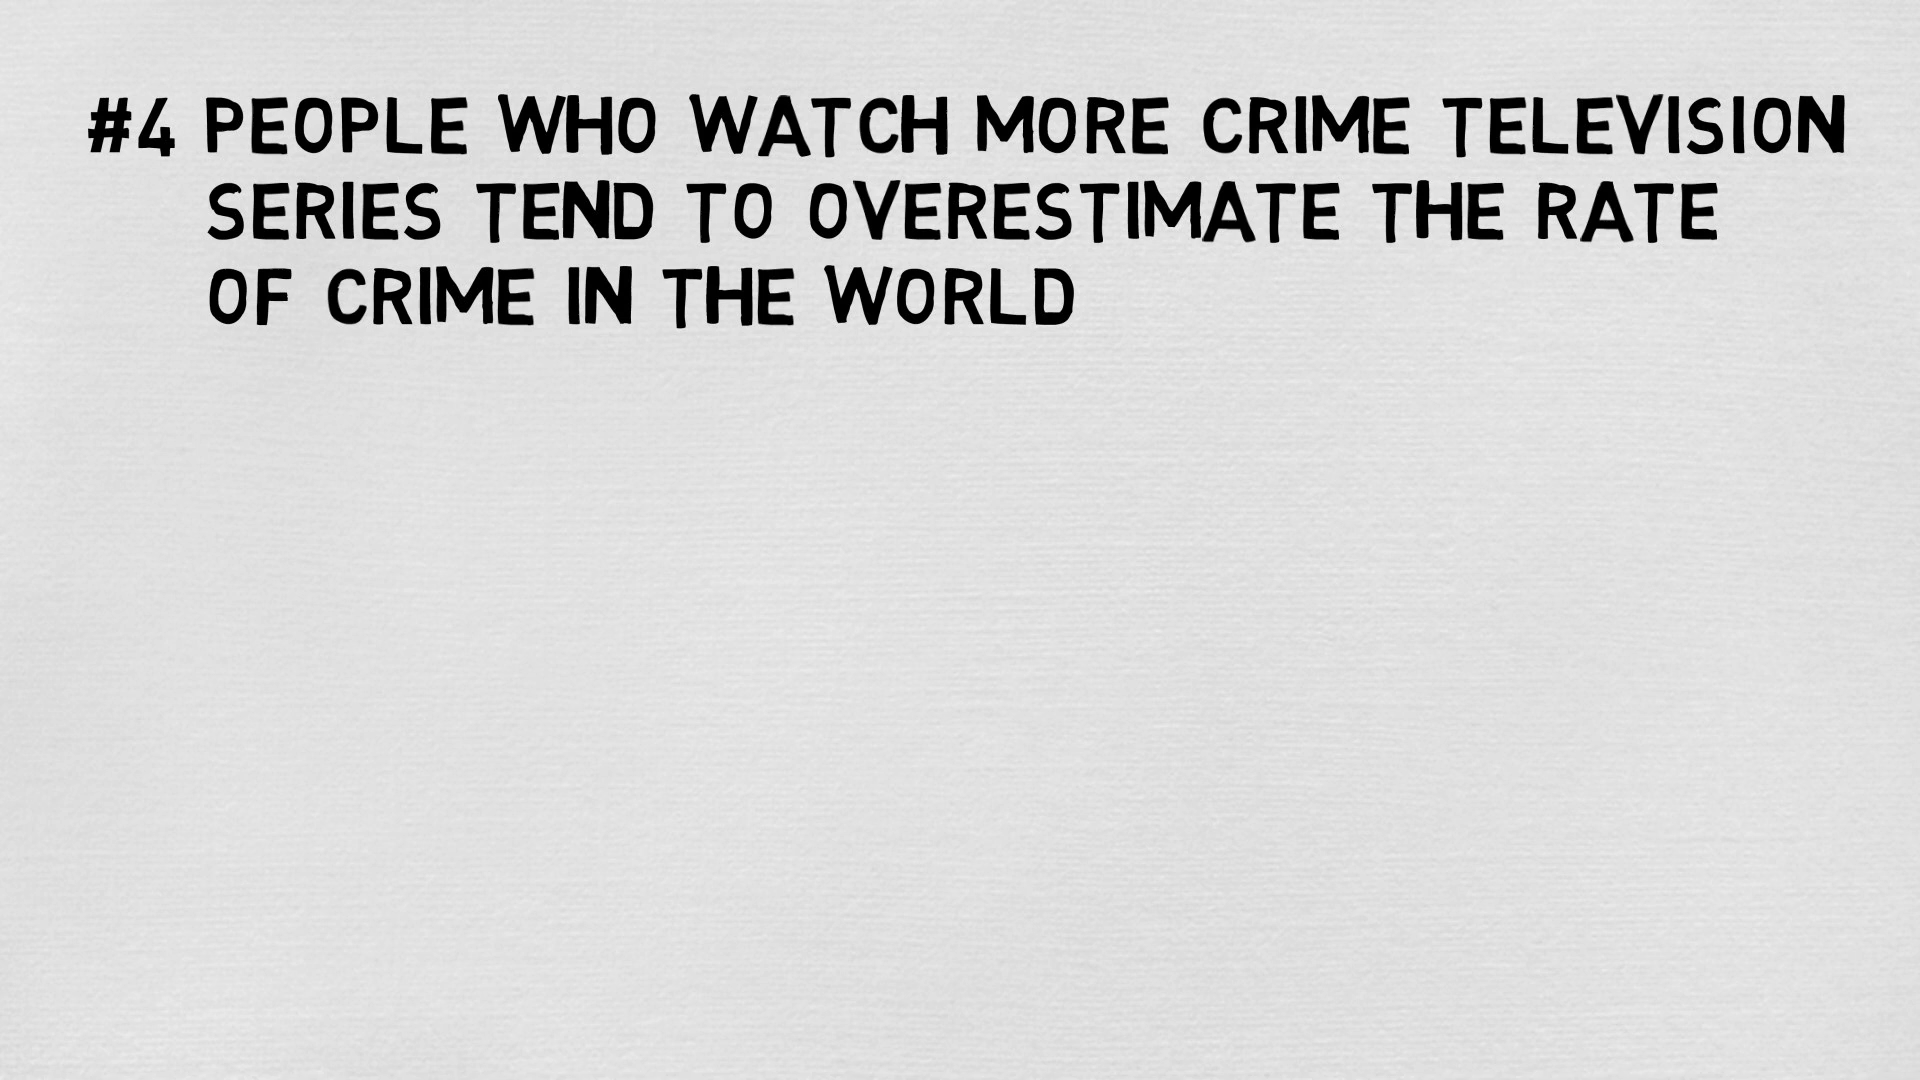 #4 PEOPLE WHO WATCH MORE CRIME TELEVISION
SERIES TEND TO OVERESTIMATE THE RATE
OF CRIME IN THE WORLD